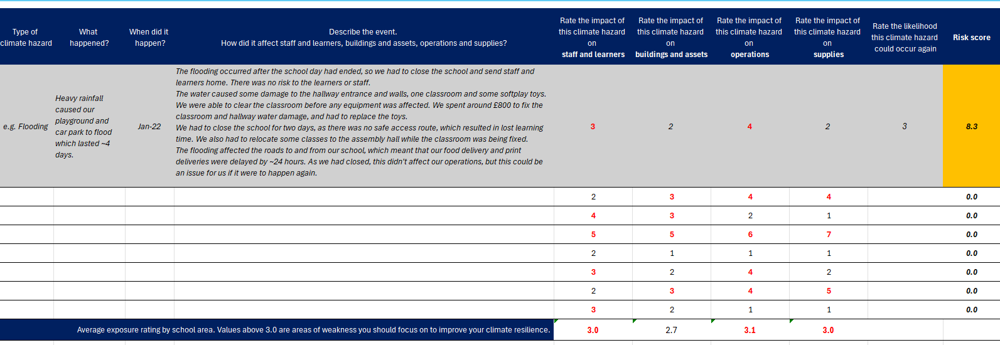 Type of
climate hazard
What
happened?
When did it
happen?
Describe the event.
How did it affect staff and learners, buildings and assets, operations and supplies?
Rate the impact of
this climate hazard
on
staff and learners
Rate the impact of
this climate hazard
on
buildings and assets
Rate the impact of
this climate hazard
on
operations
Rate the impact of
this climate hazard
on
supplies
Rate the likelihood
this climate hazard
could occur again
Risk score
e.g. Flooding
Heavy rainfall
caused our
playground and
car park to flood
which lasted ~4
days.
Jan-22
The flooding occurred after the school day had ended, so we had to close the school and send staff and
learners home. There was no risk to the learners or staff.
The water caused some damage to the hallway entrance and walls, one classroom and some softplay toys.
We were able to clear the classroom before any equipment was affected. We spent around £800 to fix the
classroom and hallway water damage, and had to replace the toys.
We had to close the school for two days, as there was no safe access route, which resulted in lost learning
time. We also had to relocate some classes to the assembly hall while the classroom was being fixed.
The flooding affected the roads to and from our school, which meant that our food delivery and print
deliveries were delayed by ~24 hours. As we had closed, this didn't affect our operations, but this could be
an issue for us if it were to happen again.
3 2 4 2 3 8.3
2 3 4 4 0.0
4 3 2 1 0.0
5 5 6 7 0.0
2 1 1 1 0.0
3 2 4 2 0.0
2 3 4 5 0.0
3 2 1 1 0.0
Average exposure rating by school area. Values above 3.0 are areas of weakness you should focus on to improve your climate resilience. 3.0 2.7 3.1 3.0